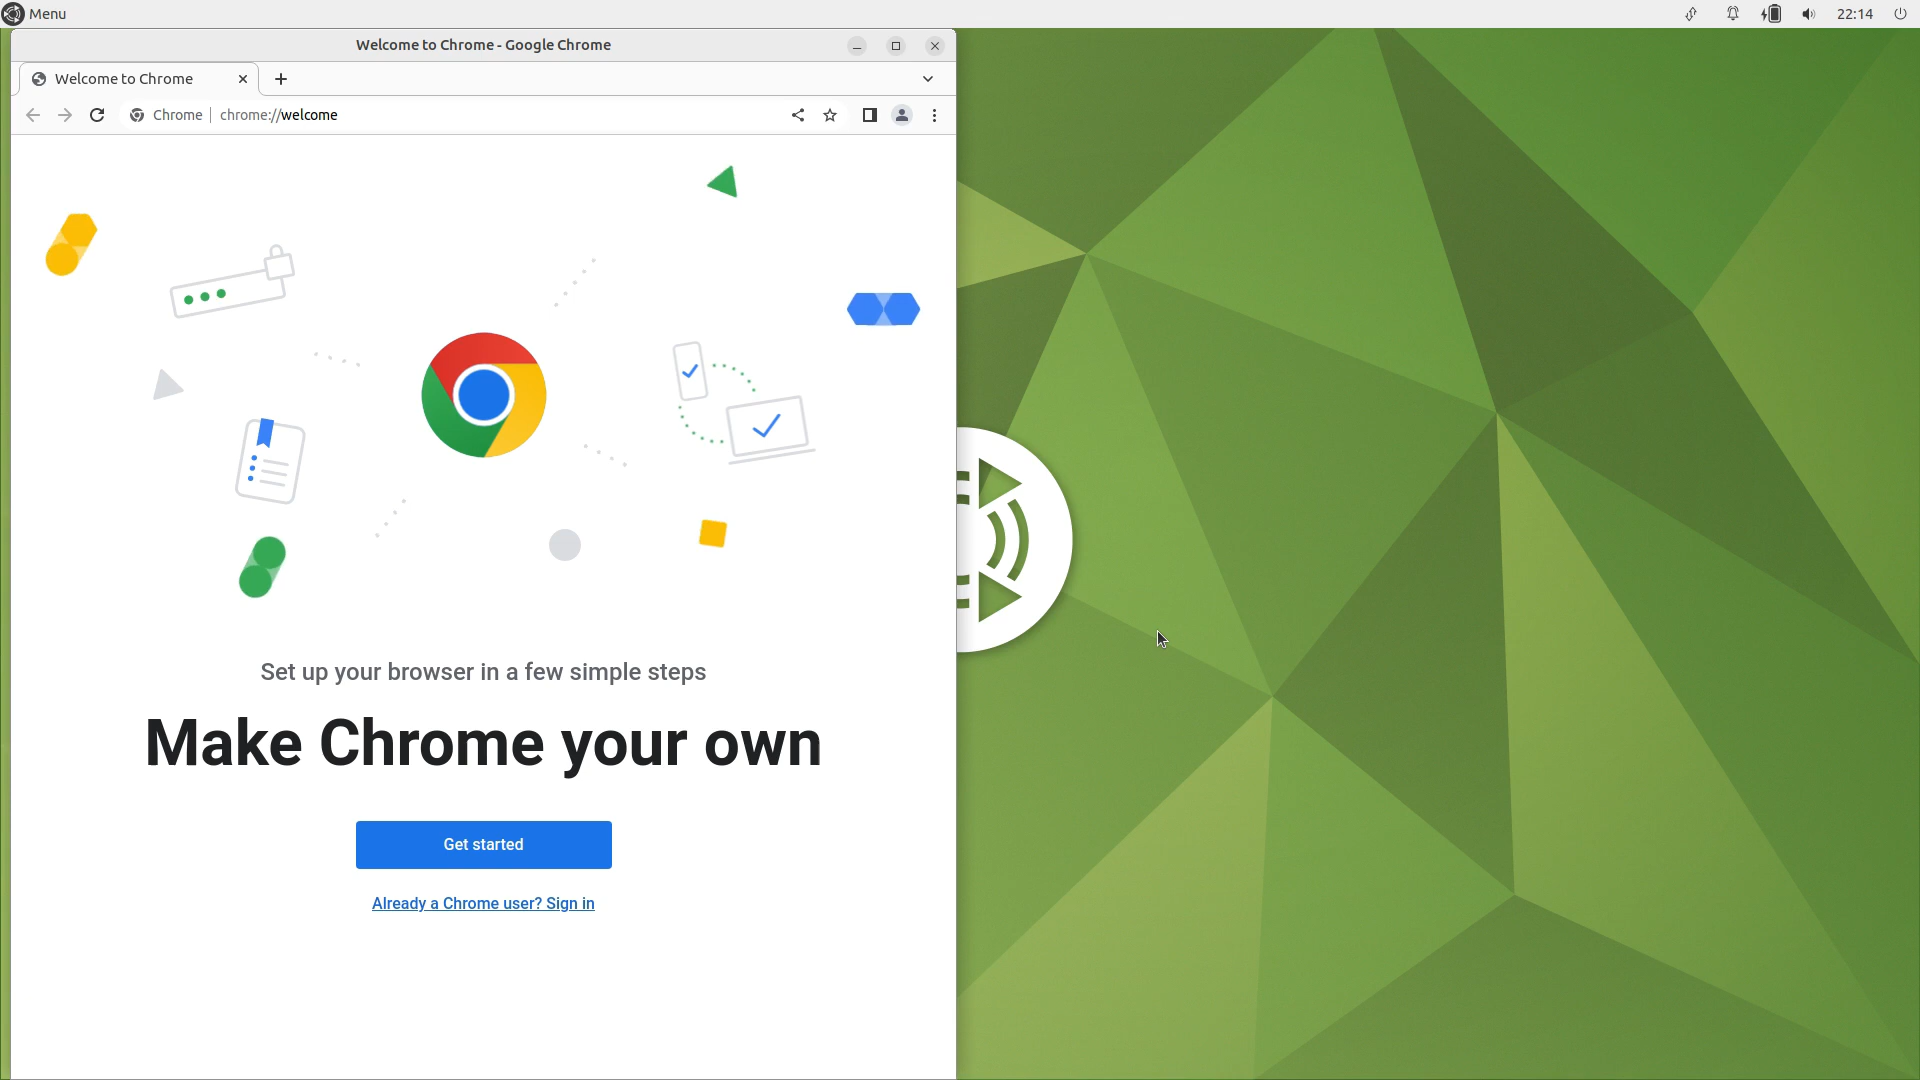 Menu
22:14
Welcome to Chrome - Google Chrome
Welcome to Chrome
Chrome
chrome://welcome
Set up your browser in a few simple steps
Make Chrome your own
Get started
Already a Chrome user? Sign in